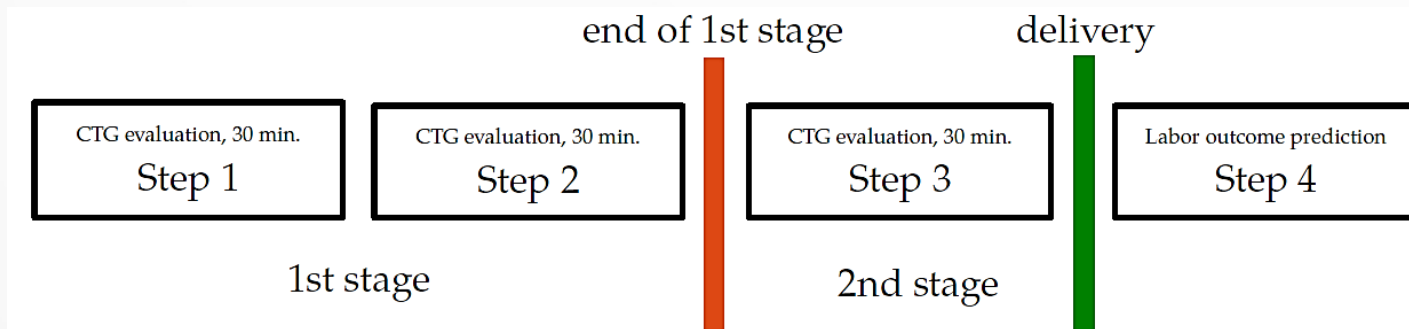 end of 1st stage
delivery
CTG evaluation, 30 min.
Step 1
CTG evaluation, 30 min.
Step 2
CTG evaluation, 30 min.
Step 3
Labor outcome prediction
Step 4
1st stage
2nd stage